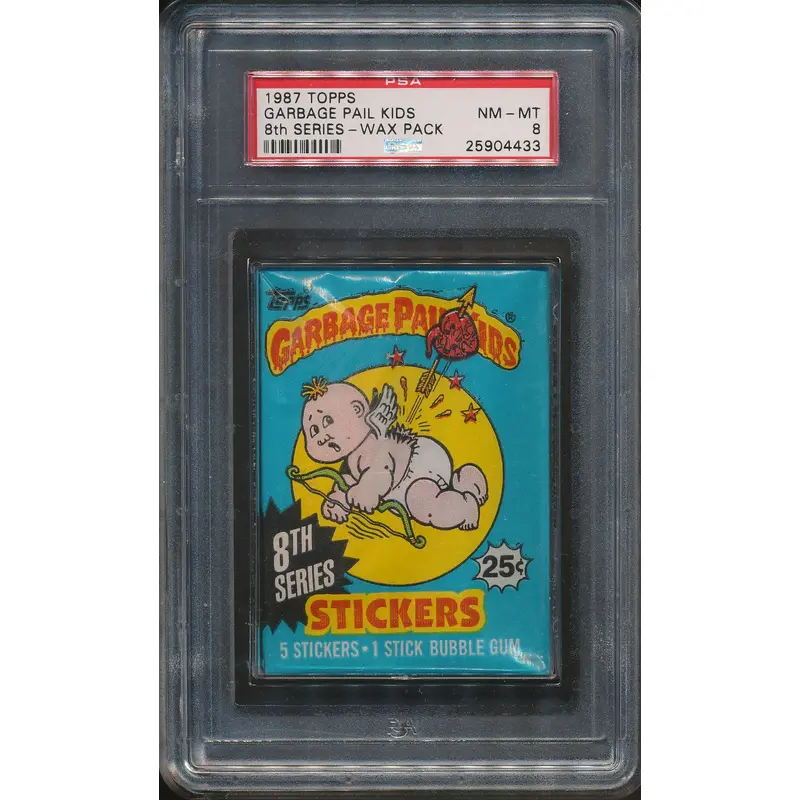 PSA
1987 TOPPS
GARBAGE PAIL KIDS
NM - MT
8th SERIES - WAX PACK
8
25904433
Topps
GARBAGE PAIL KIDS ®
8TH
SERIES
25¢
STICKERS
5 STICKERS • 1 STICK BUBBLE GUM
PSA